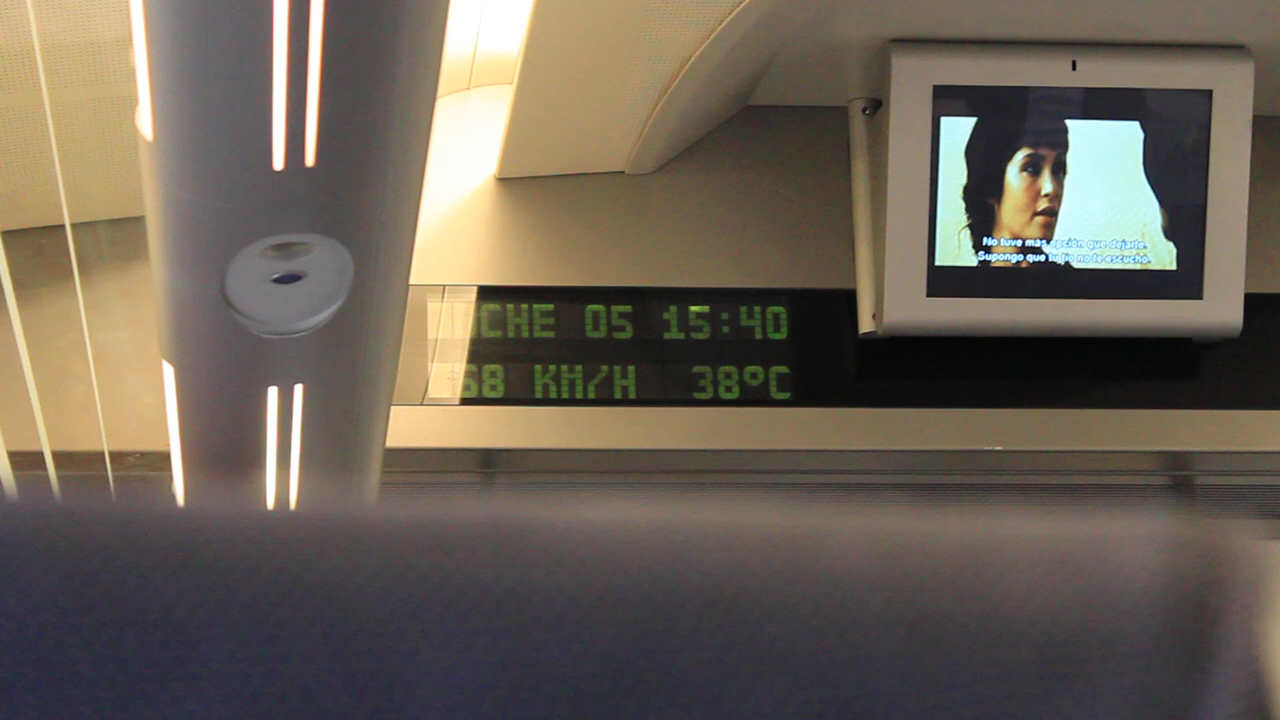 CHE 05 15:40
68 KM/H 38ºC
No tuve más opción que dejarte.
Supongo que tu tío no te escuchó.